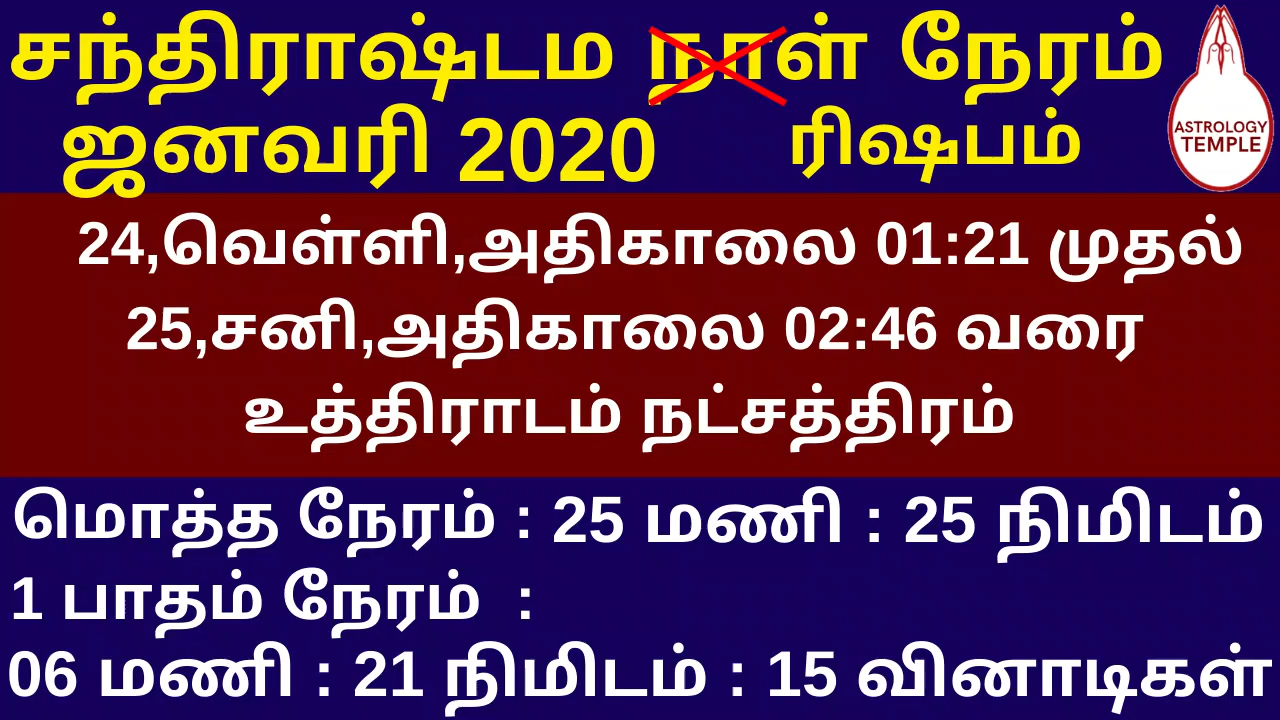 சந்திராஷ்டம நாள் நேரம்
ஜனவரி 2020 ரிஷபம்
ASTROLOGY
TEMPLE
24,வெள்ளி,அதிகாலை 01:21 முதல்
25,சனி,அதிகாலை 02:46 வரை
உத்திராடம் நட்சத்திரம்
மொத்த நேரம் : 25 மணி : 25 நிமிடம்
1 பாதம் நேரம் :
06 மணி : 21 நிமிடம் : 15 வினாடிகள்